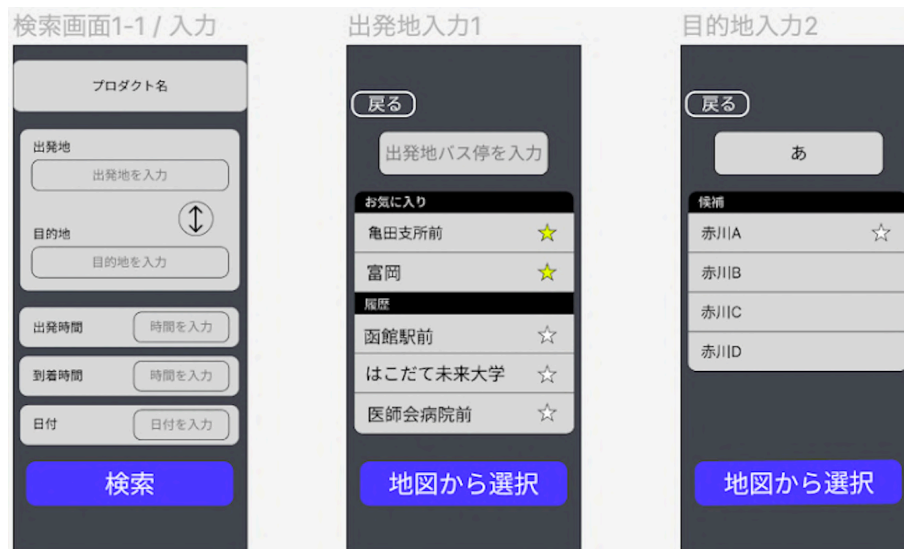 検索画面1-1 / 入力
プロダクト名
出発地
出発地を入力
目的地
目的地を入力
出発時間
時間を入力
到着時間
時間を入力
日付
日付を入力
検索
出発地入力1
戻る
出発地バス停を入力
お気に入り
亀田支所前
富岡
履歴
函館駅前
はこだて未来大学
医師会病院前
地図から選択
目的地入力2
戻る
あ
候補
赤川A
赤川B
赤川C
赤川D
地図から選択